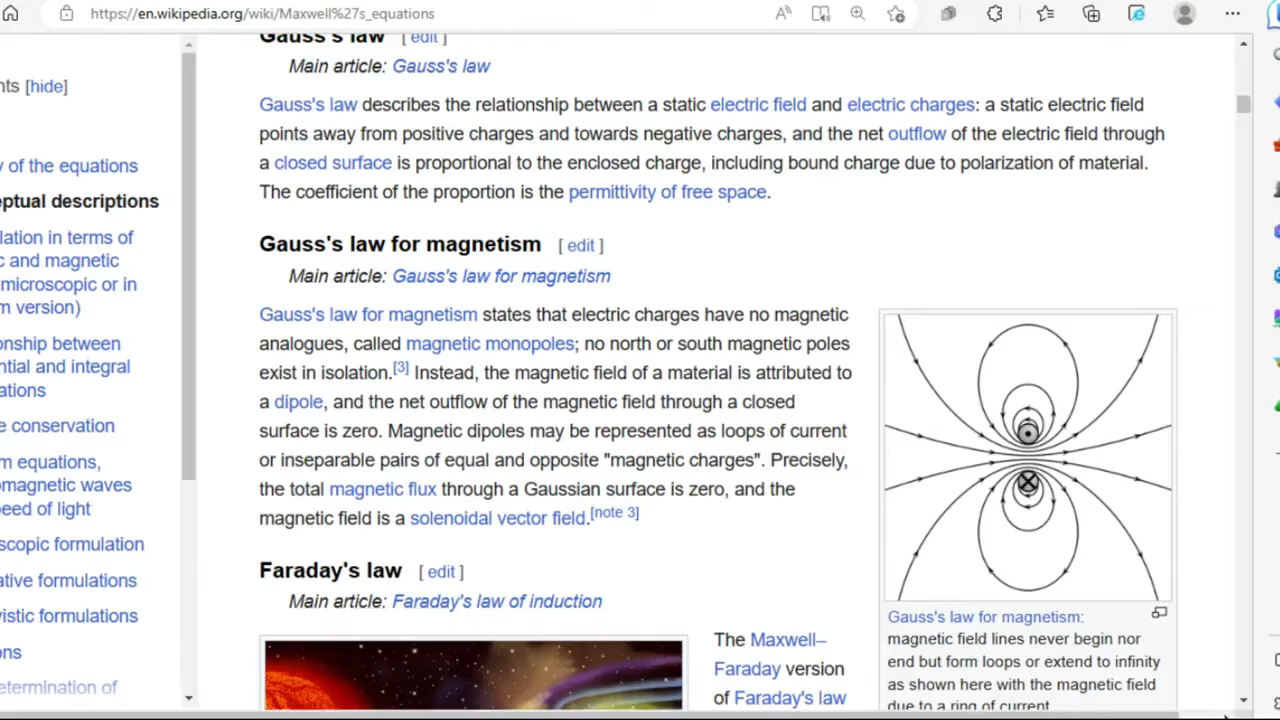 https://en.wikipedia.org/wiki/Maxwell%27s_equations
nts [hide]
y of the equations
eptual descriptions
lation in terms of
c and magnetic
microscopic or in
m version)
onship between
ntial and integral
ations
e conservation
m equations,
omagnetic waves
peed of light
scopic formulation
ative formulations
vistic formulations
ons
etermination of
Gauss's law [ edit ]
Main article: Gauss's law
Gauss's law describes the relationship between a static electric field and electric charges: a static electric field
points away from positive charges and towards negative charges, and the net outflow of the electric field through
a closed surface is proportional to the enclosed charge, including bound charge due to polarization of material.
The coefficient of the proportion is the permittivity of free space.
Gauss's law for magnetism [ edit ]
Main article: Gauss's law for magnetism
Gauss's law for magnetism states that electric charges have no magnetic
analogues, called magnetic monopoles; no north or south magnetic poles
exist in isolation.[3] Instead, the magnetic field of a material is attributed to
a dipole, and the net outflow of the magnetic field through a closed
surface is zero. Magnetic dipoles may be represented as loops of current
or inseparable pairs of equal and opposite "magnetic charges". Precisely,
the total magnetic flux through a Gaussian surface is zero, and the
magnetic field is a solenoidal vector field.[note 3]
Gauss's law for magnetism:
magnetic field lines never begin nor
end but form loops or extend to infinity
as shown here with the magnetic field
due to a ring of current.
Faraday's law [ edit ]
Main article: Faraday's law of induction
The Maxwell–
Faraday version
of Faraday's law